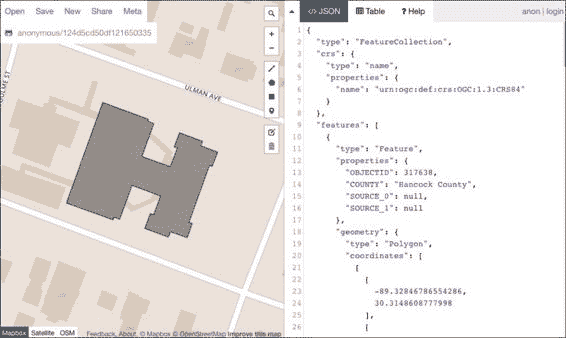 Open Save New Share Meta
anonymous/124d5cd50df121650335
ULMAN AVE
Mapbox Satellite OSM
Feedback, About, © Mapbox © OpenStreetMap Improve this map
</> JSON Table ? Help anon | login
1 {
2 "type": "FeatureCollection",
3 "crs": {
4 "type": "name",
5 "properties": {
6 "name": "urn:ogc:def:crs:OGC:1.3:CRS84"
7 }
8 },
9 "features": [
10 {
11 "type": "Feature",
12 "properties": {
13 "OBJECTID": 317638,
14 "COUNTY": "Hancock County",
15 "SOURCE_0": null,
16 "SOURCE_1": null
17 },
18 "geometry": {
19 "type": "Polygon",
20 "coordinates": [
21 [
22 [
23 -89.32846786554286,
24 30.3148608777998
25 ],
26 [